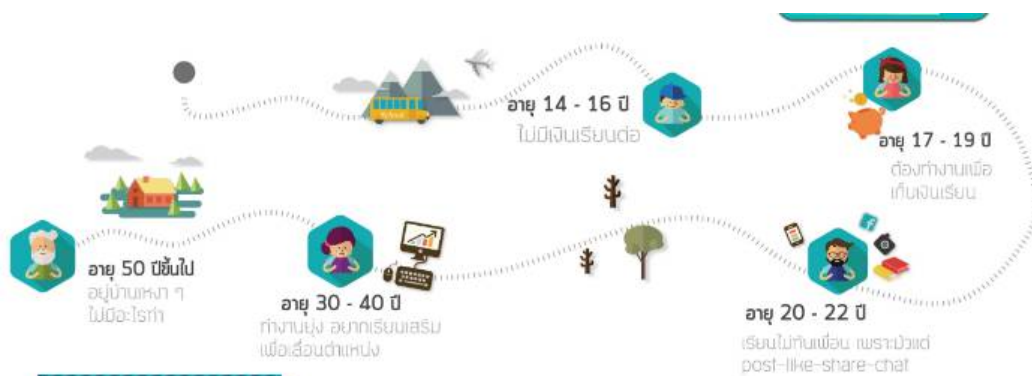 อายุ 14 - 16 ปี
ไม่มีเงินเรียนต่อ
อายุ 17 - 19 ปี
ต้องทำงานเพื่อ
เก็บเงินเรียน
อายุ 20 - 22 ปี
เรียนไม่ทันเพื่อน เพราะมัวแต่
post-like-share-chat
อายุ 30 - 40 ปี
ทำงานยุ่ง อยากเรียนเสริม
เพื่อเลื่อนตำแหน่ง
อายุ 50 ปีขึ้นไป
อยู่บ้านเหงา ๆ
ไม่มีอะไรทำ